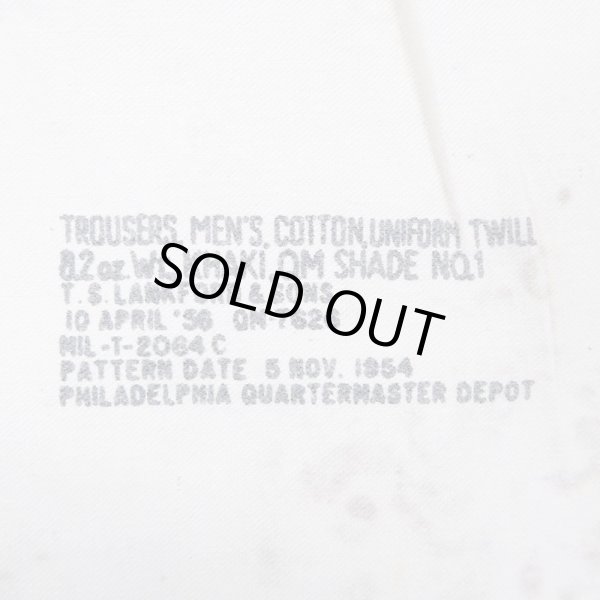 TROUSERS, MEN'S, COTTON, UNIFORM TWILL
8.2 oz. QM SHADE NO.1
T. S. & SONS
10 APRIL '56
MIL-T-2064 C
PATTERN DATE 5 NOV. 1954
PHILADELPHIA QUARTERMASTER DEPOT
SOLD OUT